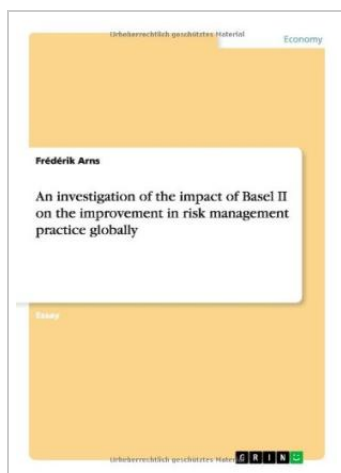 Urheberrechtlich geschütztes Material
Economy
Frédérik Arns
An investigation of the impact of Basel II
on the improvement in risk management
practice globally
Essay
Urheberrechtlich geschütztes Mater
GRIN